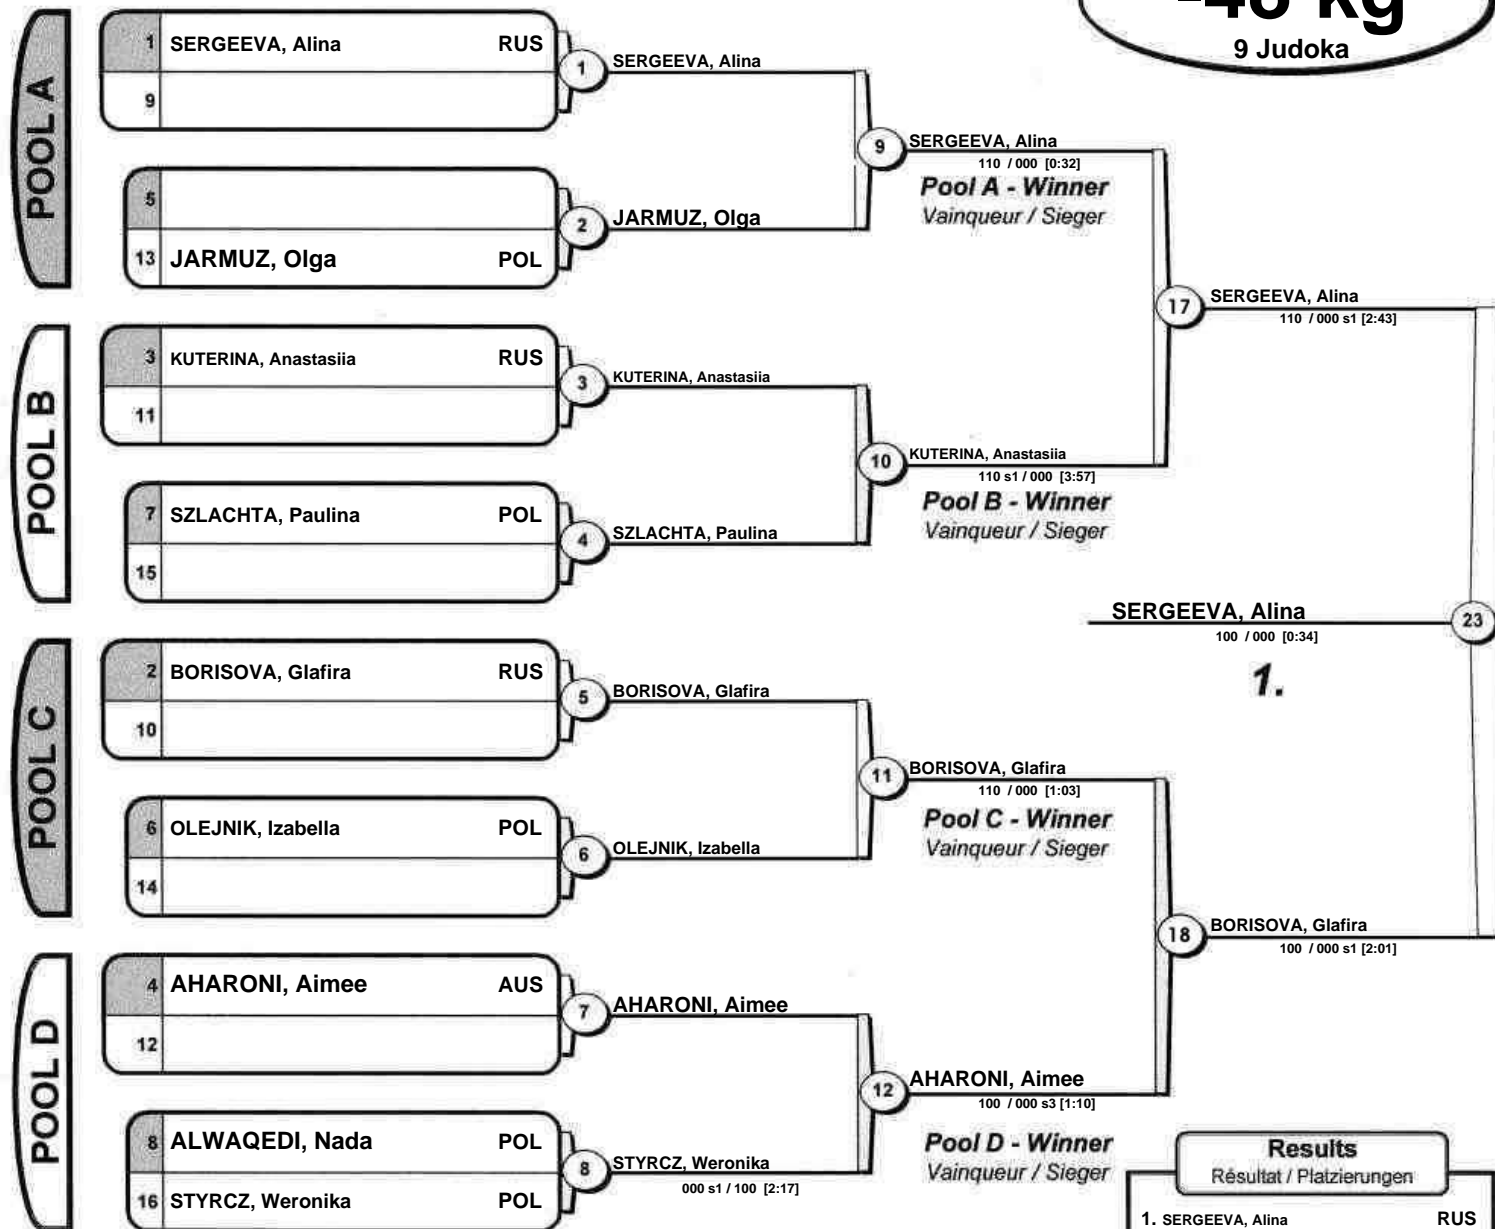 -48 kg
9 Judoka
POOL A
1 SERGEEVA, Alina RUS
9
5
13 JARMUZ, Olga POL
1 SERGEEVA, Alina
2 JARMUZ, Olga
9 SERGEEVA, Alina
110 / 000 [0:32]
Pool A - Winner
Vainqueur / Sieger
POOL B
3 KUTERINA, Anastasiia RUS
11
7 SZLACHTA, Paulina POL
15
3 KUTERINA, Anastasiia
4 SZLACHTA, Paulina
10 KUTERINA, Anastasiia
110 s1 / 000 [3:57]
Pool B - Winner
Vainqueur / Sieger
17 SERGEEVA, Alina
110 / 000 s1 [2:43]
SERGEEVA, Alina 23
100 / 000 [0:34]
1.
POOL C
2 BORISOVA, Glafira RUS
10
6 OLEJNIK, Izabella POL
14
5 BORISOVA, Glafira
6 OLEJNIK, Izabella
11 BORISOVA, Glafira
110 / 000 [1:03]
Pool C - Winner
Vainqueur / Sieger
18 BORISOVA, Glafira
100 / 000 s1 [2:01]
POOL D
4 AHARONI, Aimee AUS
12
8 ALWAQEDI, Nada POL
16 STYRCZ, Weronika POL
7 AHARONI, Aimee
8 STYRCZ, Weronika
000 s1 / 100 [2:17]
12 AHARONI, Aimee
100 / 000 s3 [1:10]
Pool D - Winner
Vainqueur / Sieger
Results
Résultat / Platzierungen
1. SERGEEVA, Alina RUS